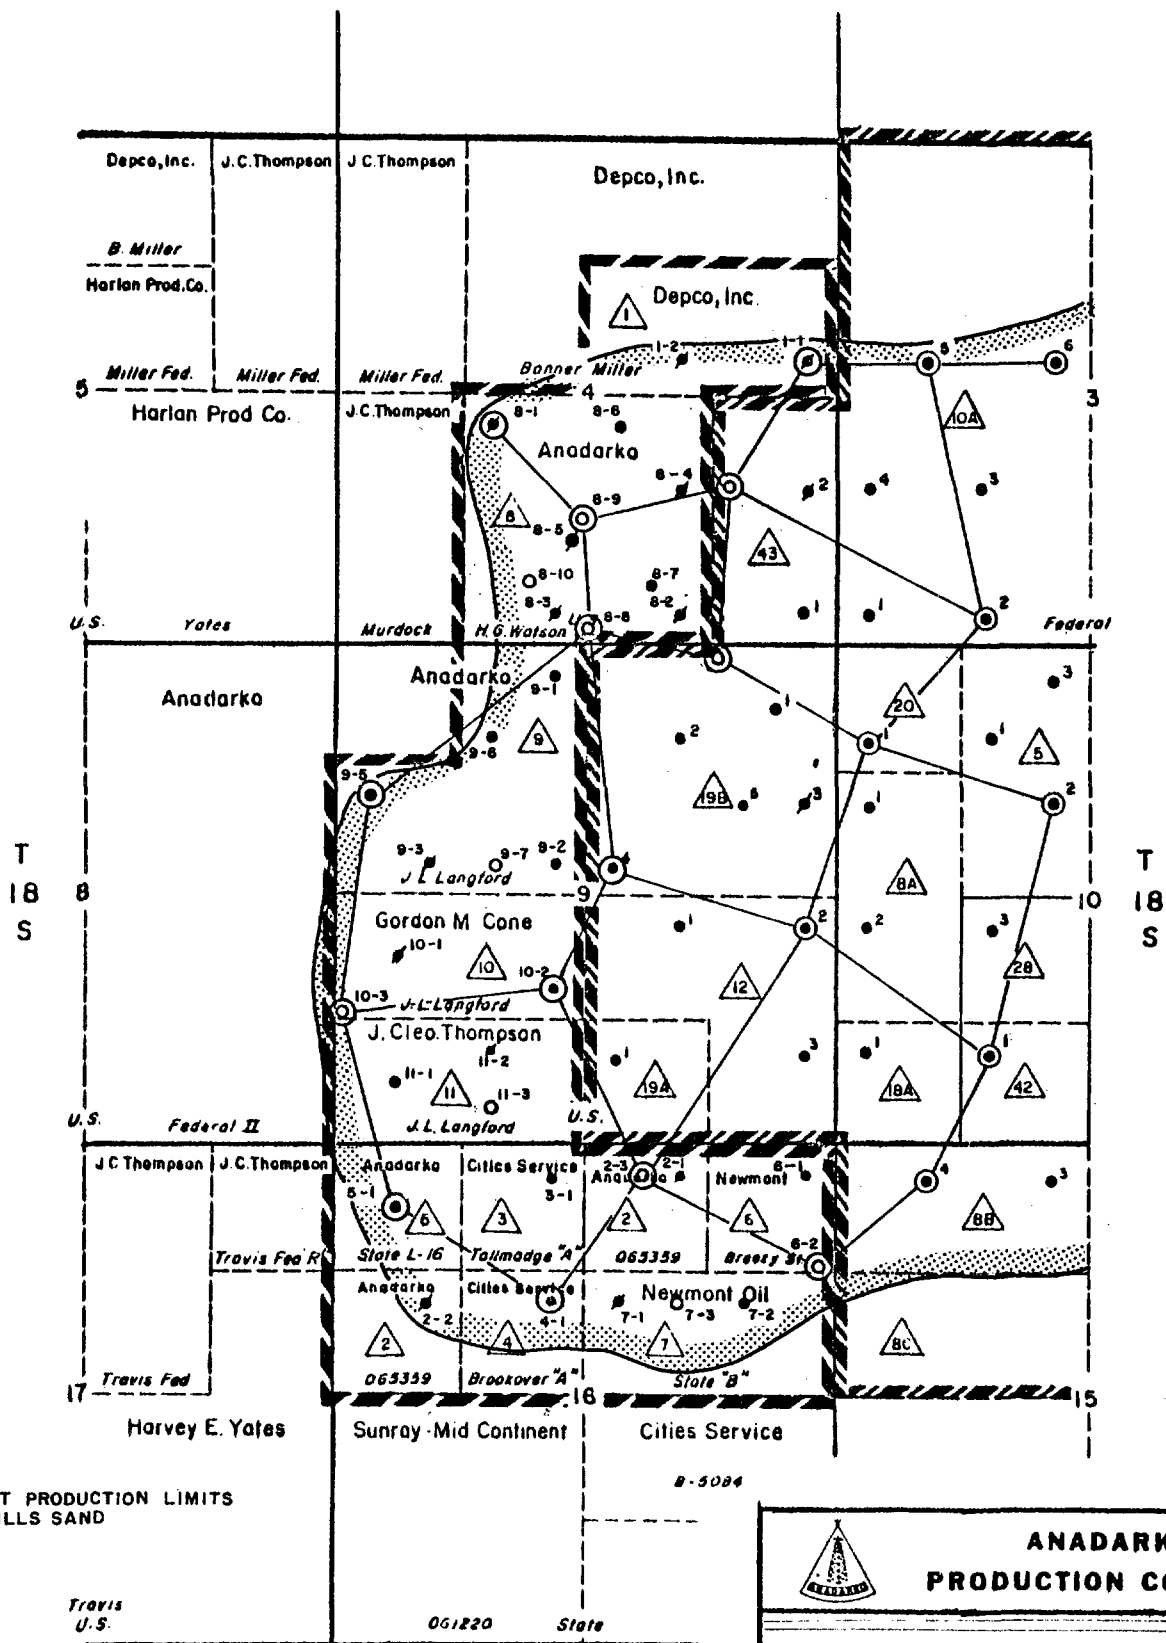 Depco, Inc.
J.C. Thompson
J C. Thompson
Depco, Inc.
B. Miller
Harlan Prod. Co.
Depco, Inc.
1
1-2
1-1
5
6
Miller Fed.
Miller Fed.
Miller Fed.
Banner Miller
5
4
3
Harlan Prod Co.
J.C. Thompson
8-1
8-6
10A
Anadarko
8-4
2
4
3
8-9
8
8-5
43
8-10
8-7
8-3
8-2
1
1
2
8-8
U.S.
Yates
Murdock
H.G. Watson
Federal
Anadarko
Anadarko
9-1
3
1
20
9-6
9
2
1
1
5
9-5
19B
5
3
1
2
9-3
9-7
9-2
4
J L Langford
8A
T
18
S
8
9
10
T
18
S
Gordon M Cone
1
2
2
3
10-1
10
10-2
12
28
10-3
J.L. Langford
J. Cleo. Thompson
11-2
1
3
1
1
11-1
11
11-3
19A
18A
42
U.S.
Federal II
J.L. Langford
U.S.
J C Thompson
J.C. Thompson
Anadarko
Cities Service
2-3
2-1
Anadarko
Newmont
6-1
4
3
5-1
3-1
6
3
2
6
8B
Travis Fed R
State L-16
Tallmadge "A"
065359
Breezy St.
6-2
Anadarko
Cities Service
Newmont Oil
2-2
4-1
7-1
7-3
7-2
2
4
7
8C
Travis Fed
065359
Brookover "A"
State "B"
17
16
15
Harvey E. Yates
Sunray-Mid Continent
Cities Service
B-5084
T PRODUCTION LIMITS
LLS SAND
ANADARKO
ANADARK
PRODUCTION CO
Travis
U.S.
061220
State